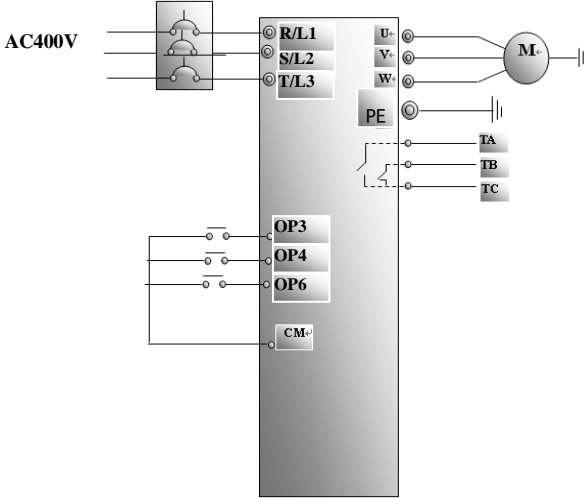 AC400V
R/L1
S/L2
T/L3
U
V
W
PE
M
TA
TB
TC
OP3
OP4
OP6
CM